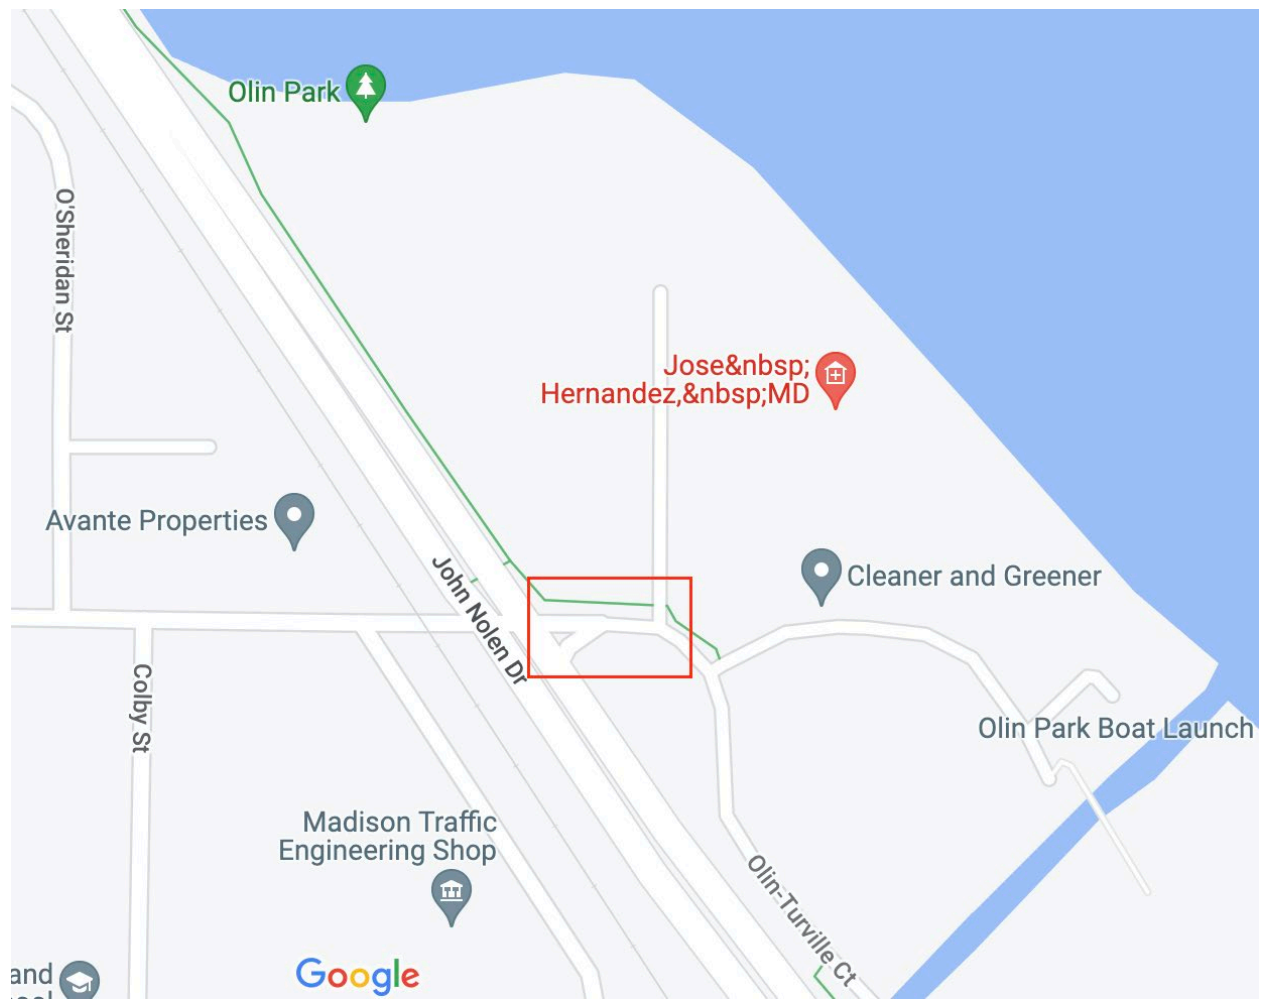 Olin Park
O'Sheridan St
Jose&nbsp;
Hernandez,&nbsp;MD
Avante Properties
John Nolen Dr
Cleaner and Greener
Colby St
Olin Park Boat Launch
Madison Traffic
Engineering Shop
Olin-Turville Ct
Google
and